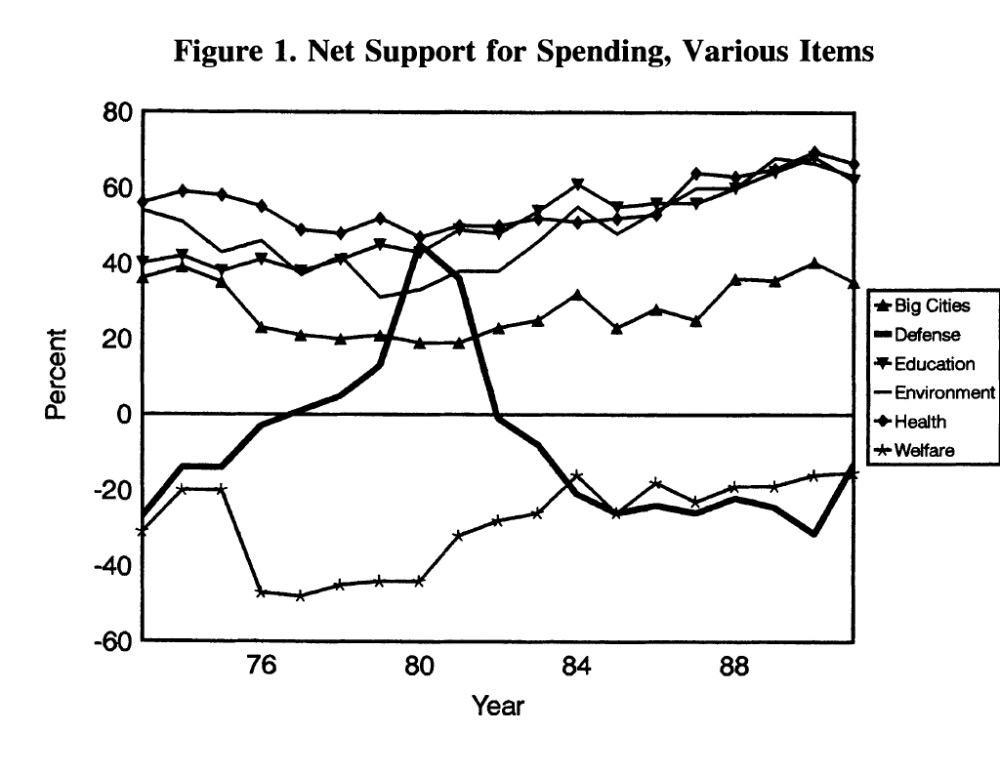 Figure 1. Net Support for Spending, Various Items
80
60
40
20
0
-20
-40
-60
Percent
76 80 84 88
Year
Big Cities
Defense
Education
Environment
Health
Welfare